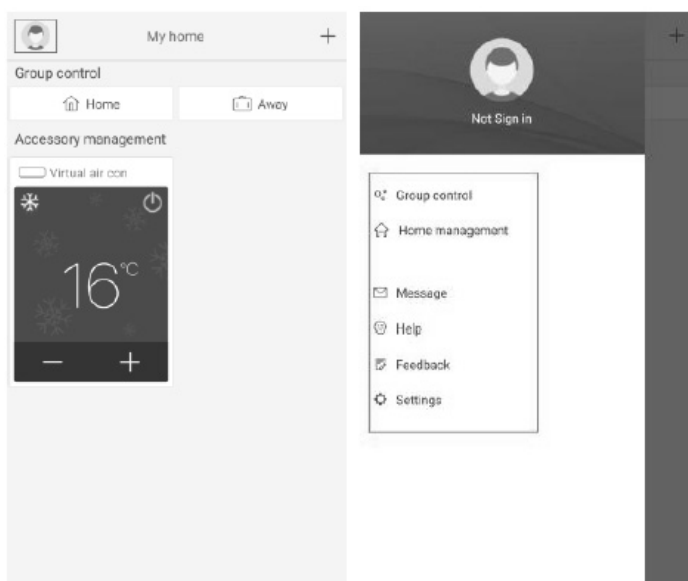 My home
+
Group control
Home
Away
Accessory management
Virtual air con
16°C
− +
Not Sign in
+
Group control
Home management
Message
Help
Feedback
Settings